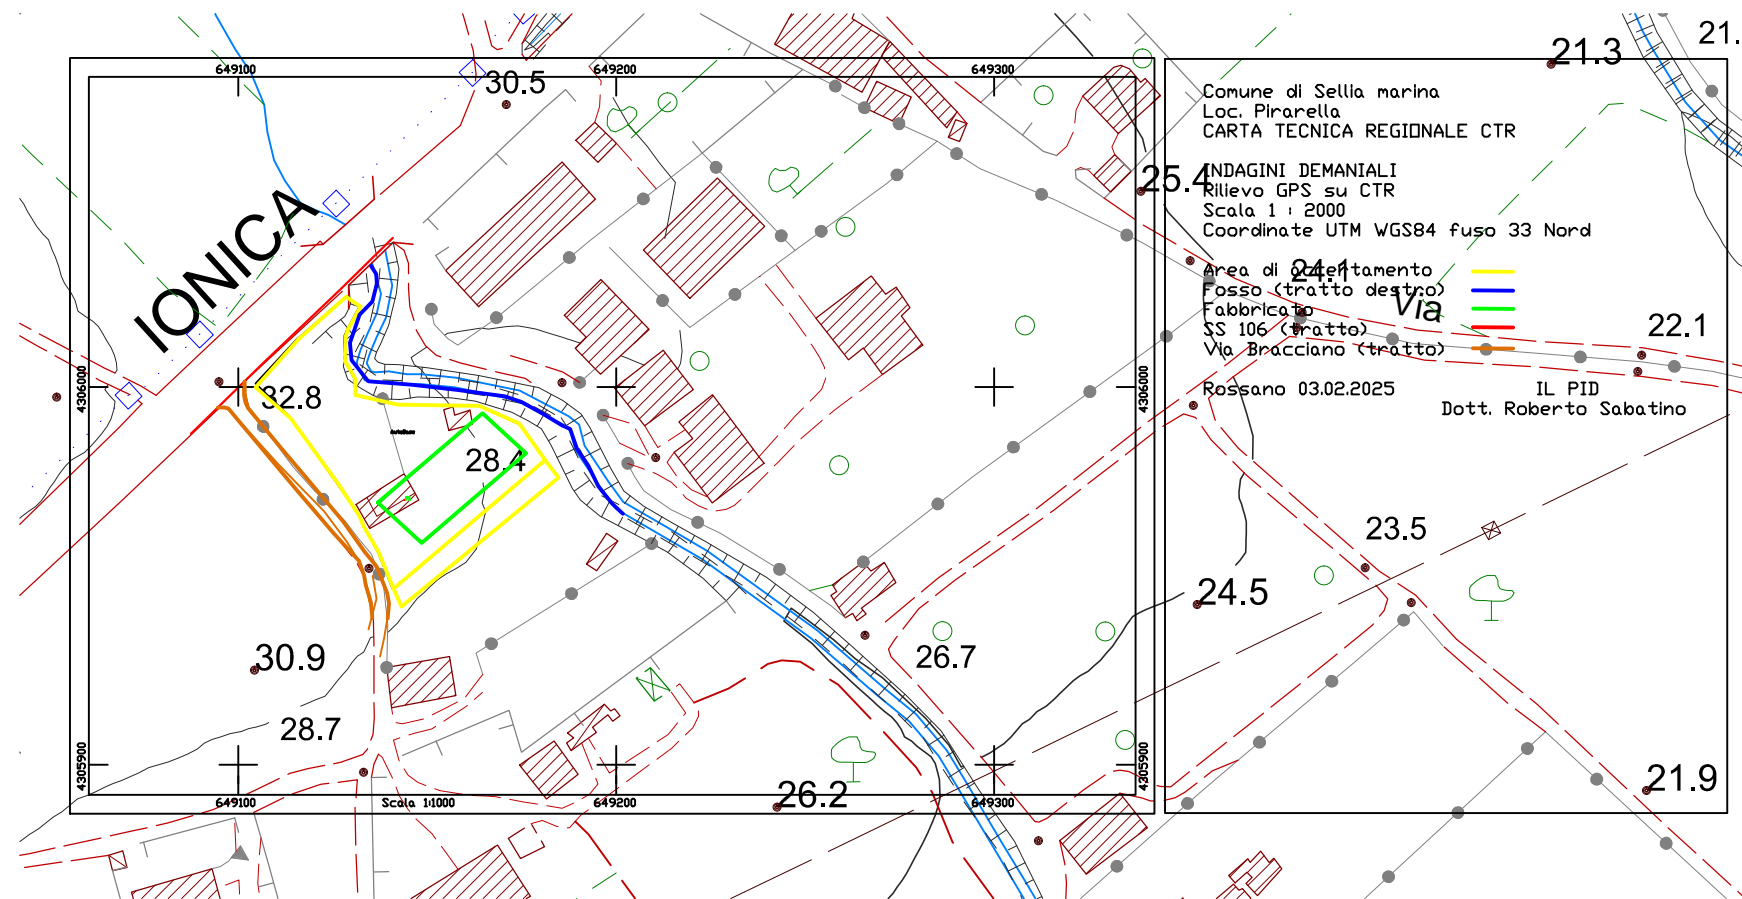 21.3
21.
649100
649200
649300
30.5
Comune di Sellia marina
Loc. Pirarella
CARTA TECNICA REGIONALE CTR
25.4
INDAGINI DEMANIALI
Rilievo GPS su CTR
Scala 1 : 2000
Coordinate UTM WGS84 fuso 33 Nord
IONICA
Area di accertamento
24.1
Fosso (tratto destro)
Via
Fabbricato
SS 106 (tratto)
22.1
Via Bracciano (tratto)
4306000
4306000
32.8
Rossano 03.02.2025
IL PID
Dott. Roberto Sabatino
28.4
23.5
24.5
30.9
26.7
28.7
4305900
4305900
21.9
26.2
649100
Scala 1:1000
649200
649300